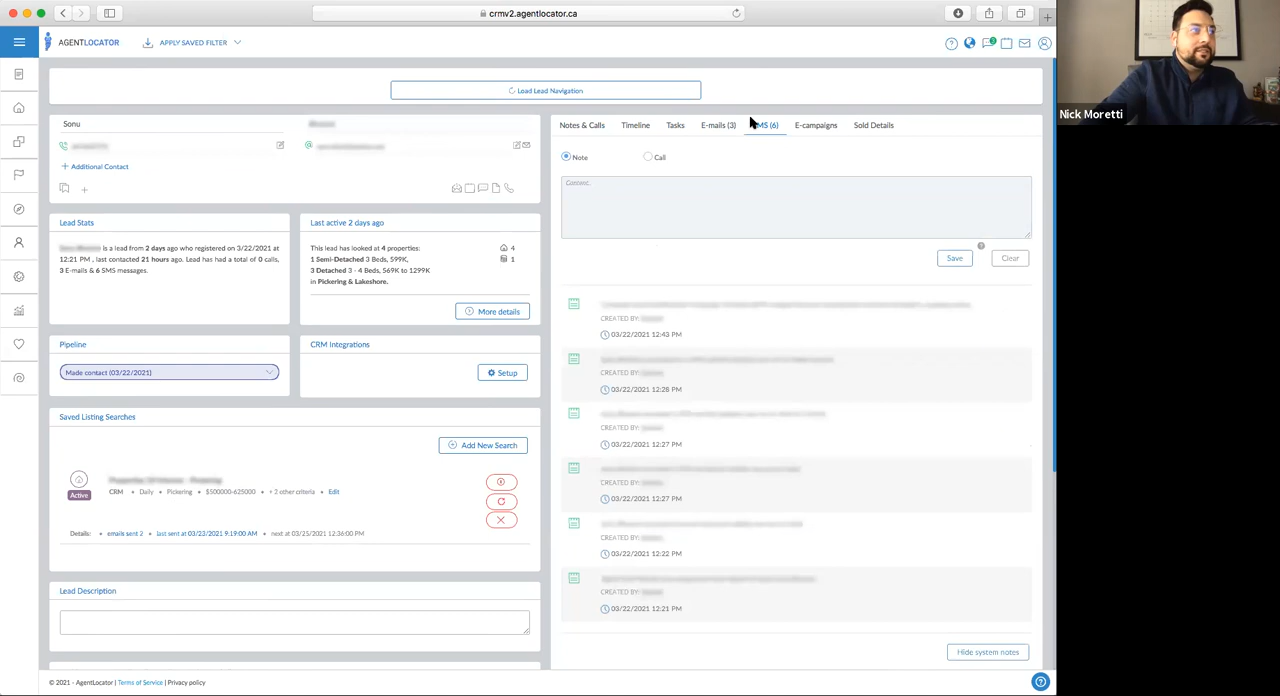 crmv2.agentlocator.ca
AGENTLOCATOR
APPLY SAVED FILTER
Load Lead Navigation
Nick Moretti
Sonu
+ Additional Contact
Notes & Calls
Timeline
Tasks
E-mails (3)
MS (6)
E-campaigns
Sold Details
Note
Call
Content.
Save
Clear
Lead Stats
is a lead from 2 days ago who registered on 3/22/2021 at
12:21 PM , last contacted 21 hours ago. Lead has had a total of 0 calls,
3 E-mails & 6 SMS messages.
Last active 2 days ago
This lead has looked at 4 properties:
1 Semi-Detached 3 Beds, 599K,
3 Detached 3 - 4 Beds, 569K to 1299K
in Pickering & Lakeshore.
4
1
More details
Pipeline
Made contact (03/22/2021)
CRM Integrations
Setup
Saved Listing Searches
Add New Search
Active
CRM • Daily • Pickering • $500000-625000 • + 2 other criteria • Edit
Details: • emails sent 2 • last sent at 03/23/2021 9:19:00 AM • next at 03/25/2021 12:36:00 PM
Lead Description
CREATED BY:
03/22/2021 12:43 PM
CREATED BY:
03/22/2021 12:28 PM
CREATED BY:
03/22/2021 12:27 PM
CREATED BY:
03/22/2021 12:27 PM
CREATED BY:
03/22/2021 12:22 PM
CREATED BY:
03/22/2021 12:21 PM
Hide system notes
© 2021 - AgentLocator | Terms of Service | Privacy policy